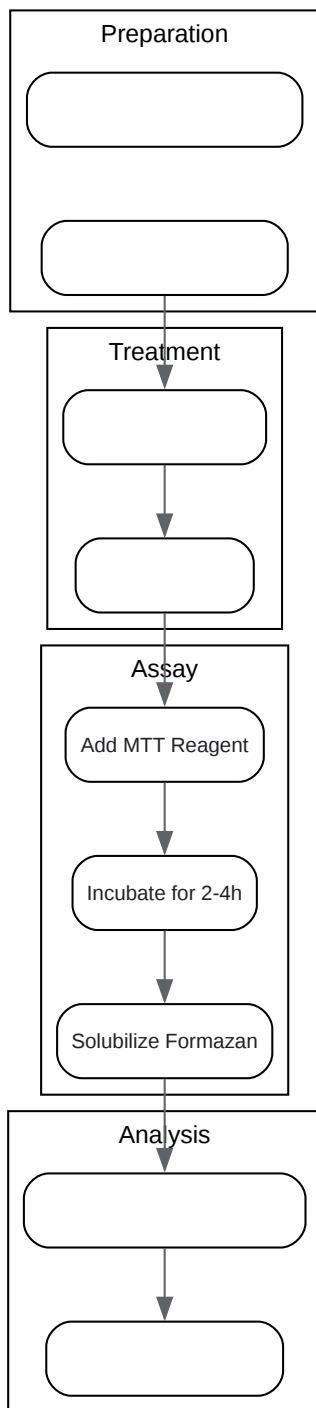 Preparation
Treatment
Assay
Add MTT Reagent
Incubate for 2-4h
Solubilize Formazan
Analysis